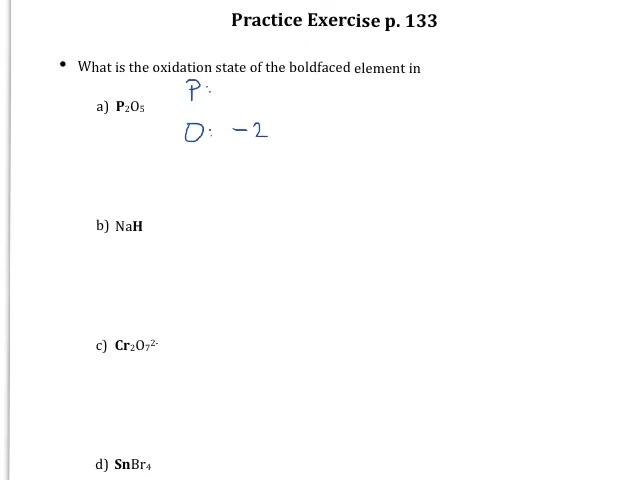 Practice Exercise p. 133
• What is the oxidation state of the boldfaced element in
P:
a) P₂O₅
O: -2
b) NaH
c) Cr₂O₇²⁻
d) SnBr₄